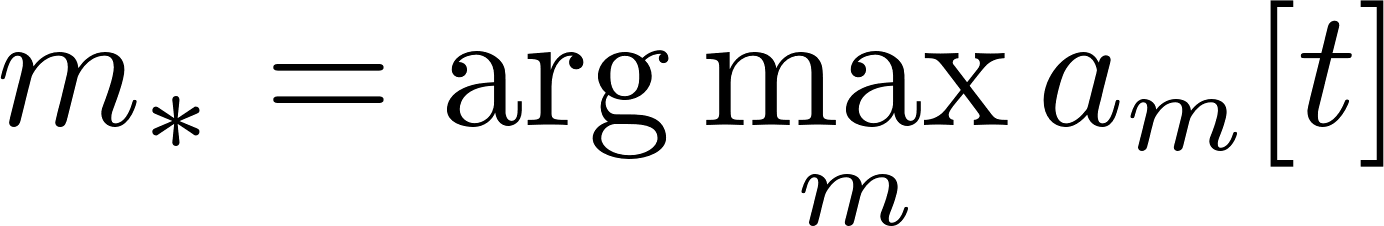 m_* = \arg\max_m a_m[t]